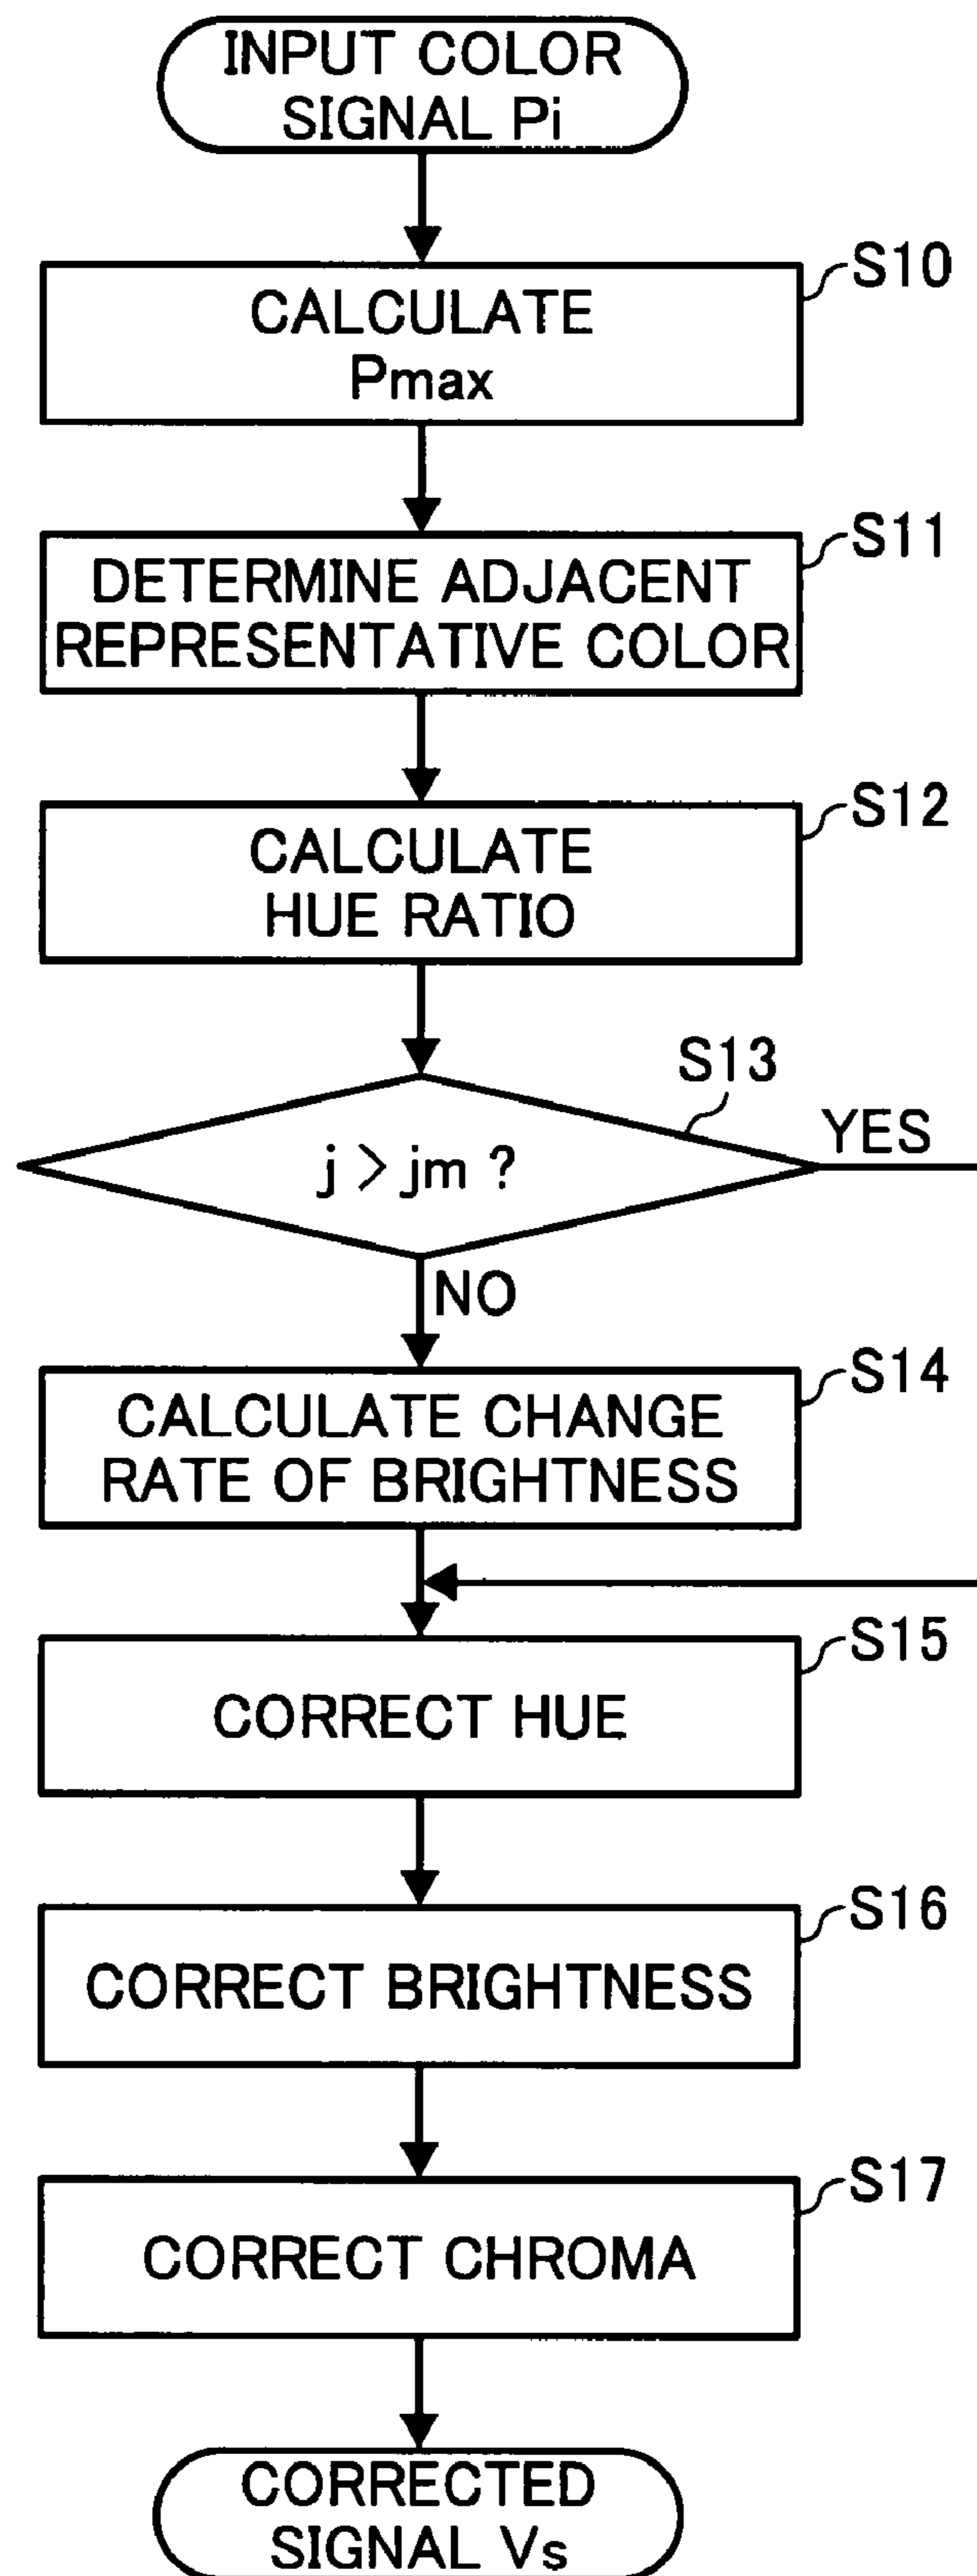 INPUT COLOR
SIGNAL Pi
S10
CALCULATE
Pmax
S11
DETERMINE ADJACENT
REPRESENTATIVE COLOR
S12
CALCULATE
HUE RATIO
S13
j > jm ?
YES
NO
S14
CALCULATE CHANGE
RATE OF BRIGHTNESS
S15
CORRECT HUE
S16
CORRECT BRIGHTNESS
S17
CORRECT CHROMA
CORRECTED
SIGNAL Vs